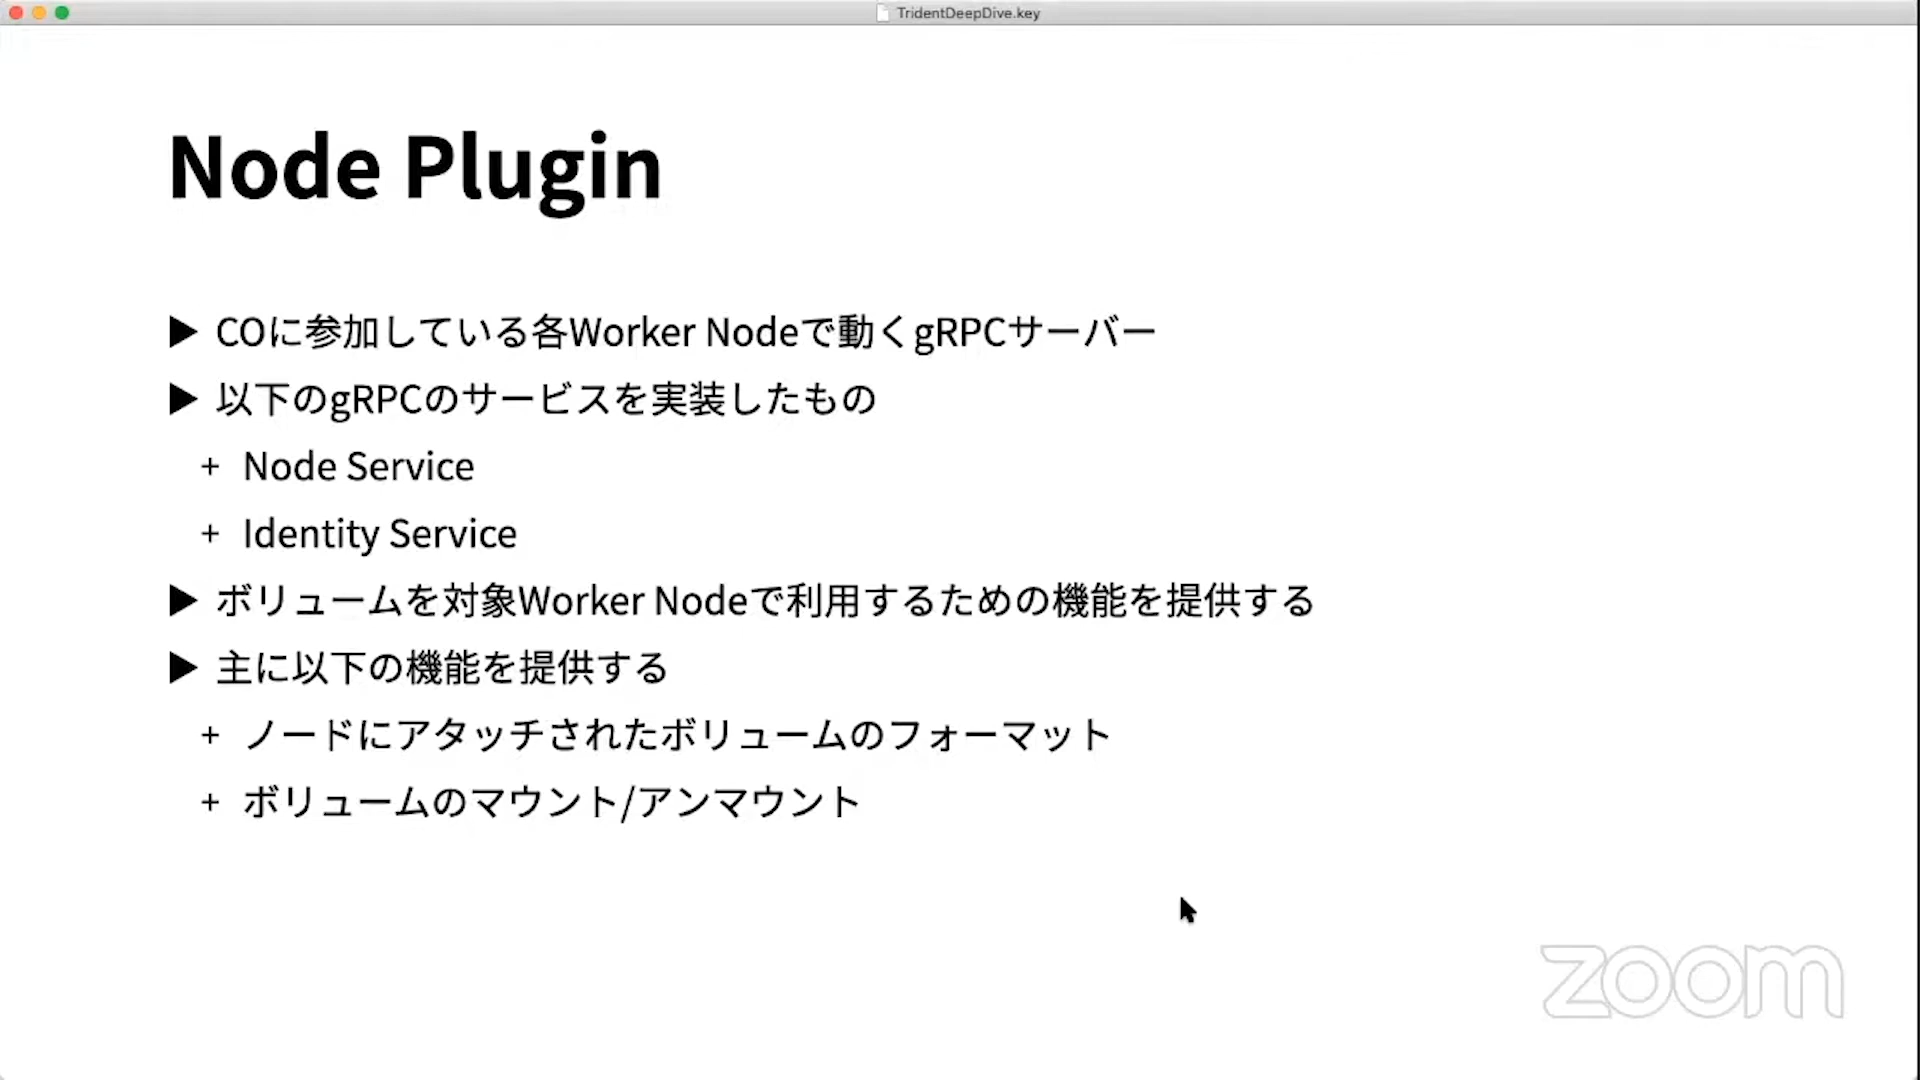 TridentDeepDive.key
Node Plugin
▶ COに参加している各Worker Nodeで動くgRPCサーバー
▶ 以下のgRPCのサービスを実装したもの
+ Node Service
+ Identity Service
▶ ボリュームを対象Worker Nodeで利用するための機能を提供する
▶ 主に以下の機能を提供する
+ ノードにアタッチされたボリュームのフォーマット
+ ボリュームのマウント/アンマウント
zoom